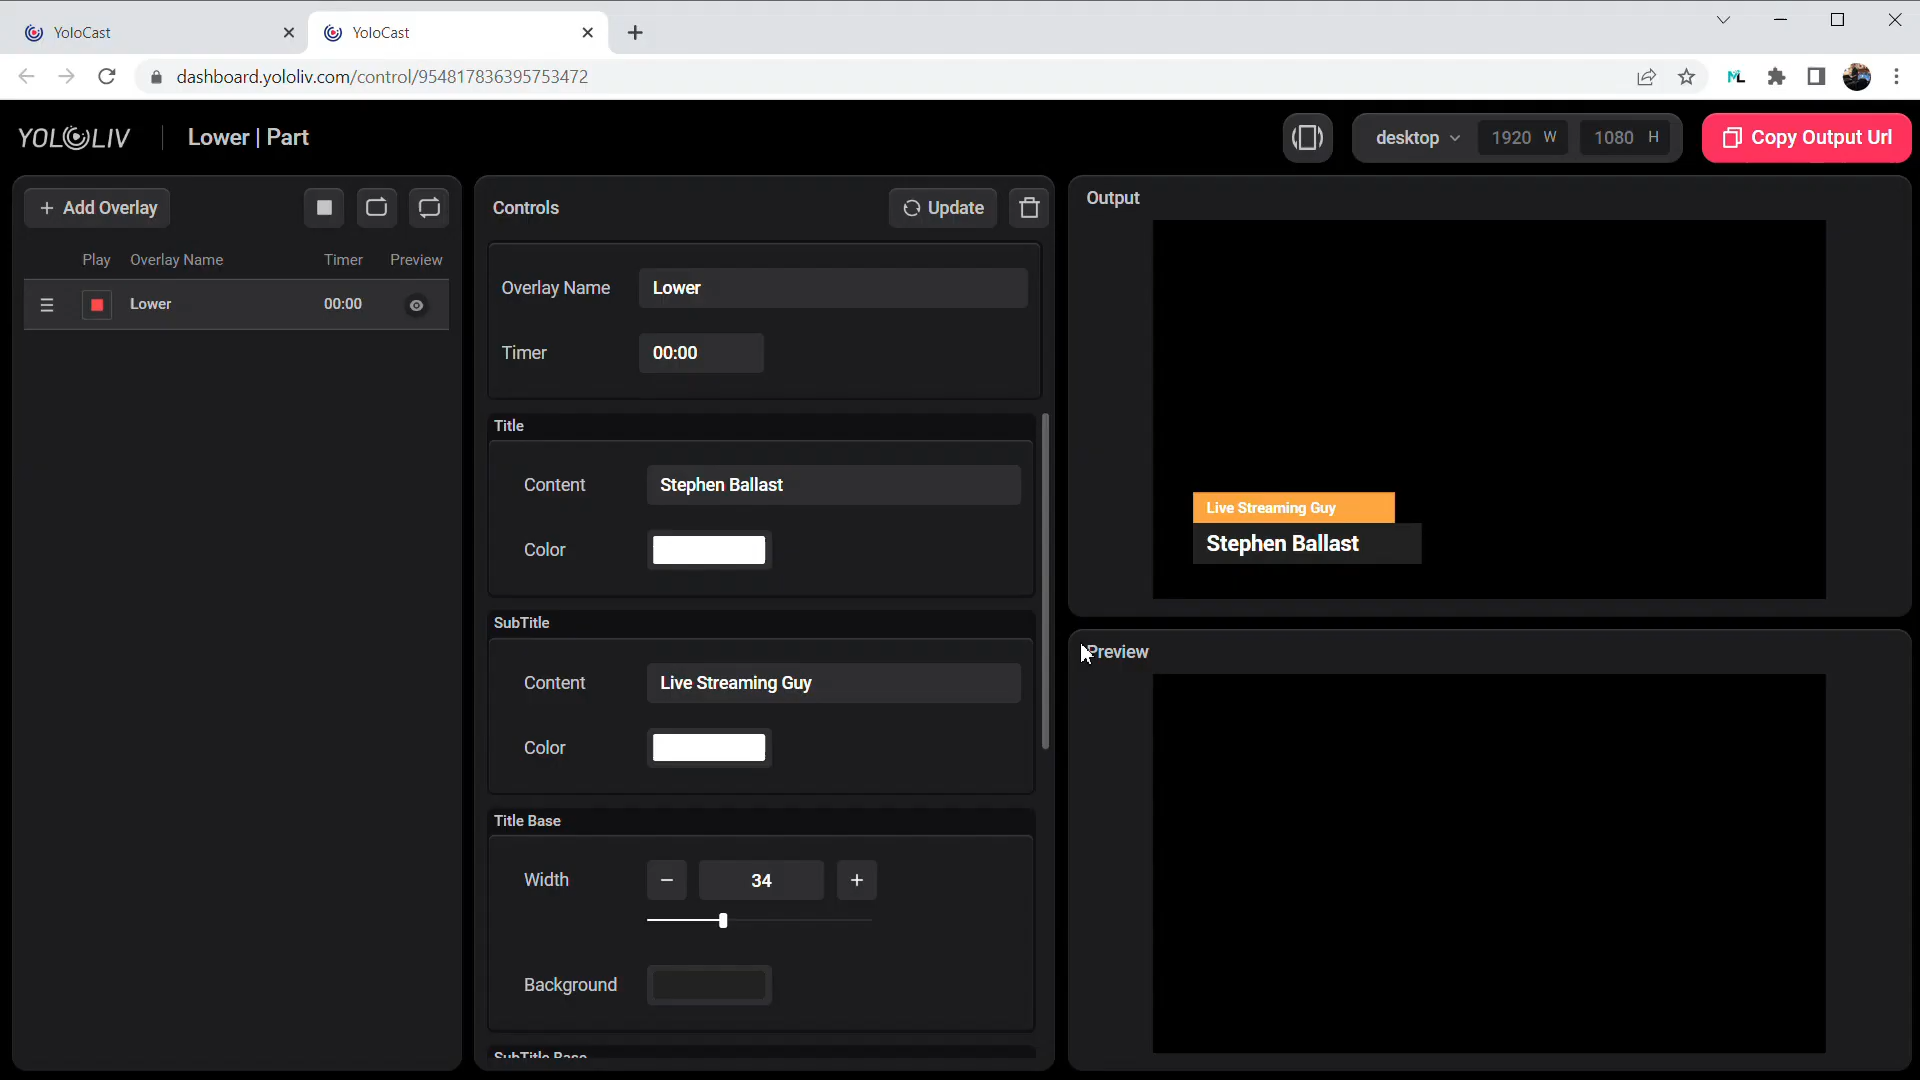 YoloCast
YoloCast
dashboard.yololiv.com/control/954817836395753472
YOLOLIV
Lower | Part
desktop
1920 W
1080 H
Copy Output Url
+ Add Overlay
Play Overlay Name Timer Preview
Lower 00:00
Controls
Update
Overlay Name Lower
Timer 00:00
Title
Content Stephen Ballast
Color
SubTitle
Content Live Streaming Guy
Color
Title Base
Width - 34 +
Background
SubTitle Base
Output
Live Streaming Guy
Stephen Ballast
Preview